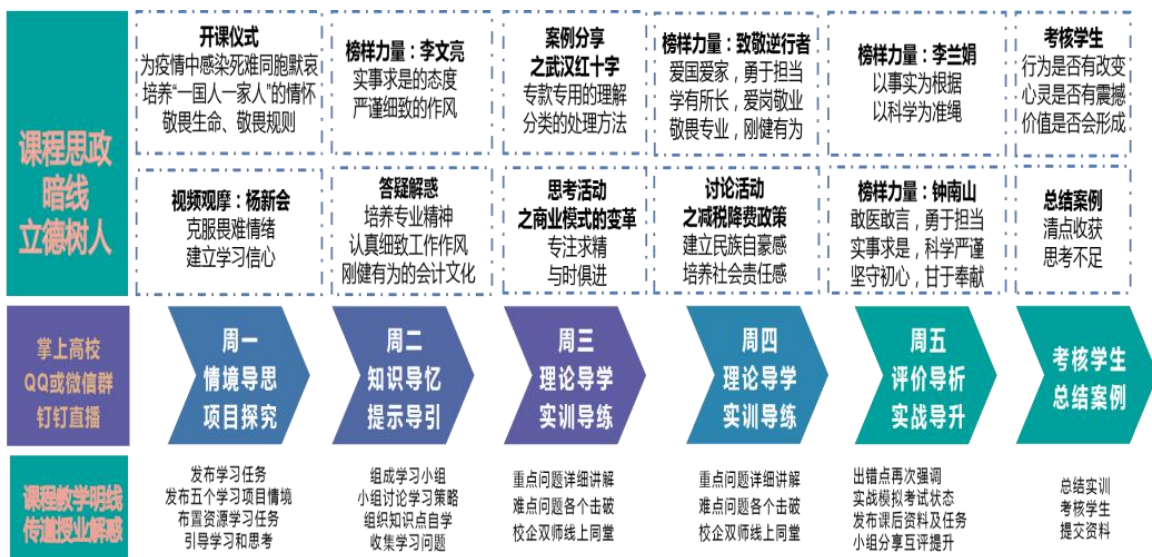 课程思政
暗线
立德树人
开课仪式
为疫情中感染死难同胞默哀
培养“一国人一家人”的情怀
敬畏生命、敬畏规则
榜样力量：李文亮
实事求是的态度
严谨细致的作风
案例分享
之武汉红十字
专款专用的理解
分类的处理方法
榜样力量：致敬逆行者
爱国爱家，勇于担当
学有所长，爱岗敬业
敬畏专业，刚健有为
榜样力量：李兰娟
以事实为根据
以科学为准绳
考核学生
行为是否有改变
心灵是否有震撼
价值是否会形成
视频观摩：杨新会
克服畏难情绪
建立学习信心
答疑解惑
培养专业精神
认真细致工作作风
刚健有为的会计文化
思考活动
之商业模式的变革
专注求精
与时俱进
讨论活动
之减税降费政策
建立民族自豪感
培养社会责任感
榜样力量：钟南山
敢医敢言，勇于担当
实事求是，科学严谨
坚守初心，甘于奉献
总结案例
清点收获
思考不足
掌上高校
QQ或微信群
钉钉直播
周一
情境导思
项目探究
周二
知识导忆
提示导引
周三
理论导学
实训导练
周四
理论导学
实训导练
周五
评价导析
实战导升
考核学生
总结案例
课程教学明线
传道授业解惑
发布学习任务
发布五个学习项目情境
布置资源学习任务
引导学习和思考
组成学习小组
小组讨论学习策略
组织知识点自学
收集学习问题
重点问题详细讲解
难点问题各个击破
校企双师线上同堂
重点问题详细讲解
难点问题各个击破
校企双师线上同堂
出错点再次强调
实战模拟考试状态
发布课后资料及任务
小组分享互评提升
总结实训
考核学生
提交资料